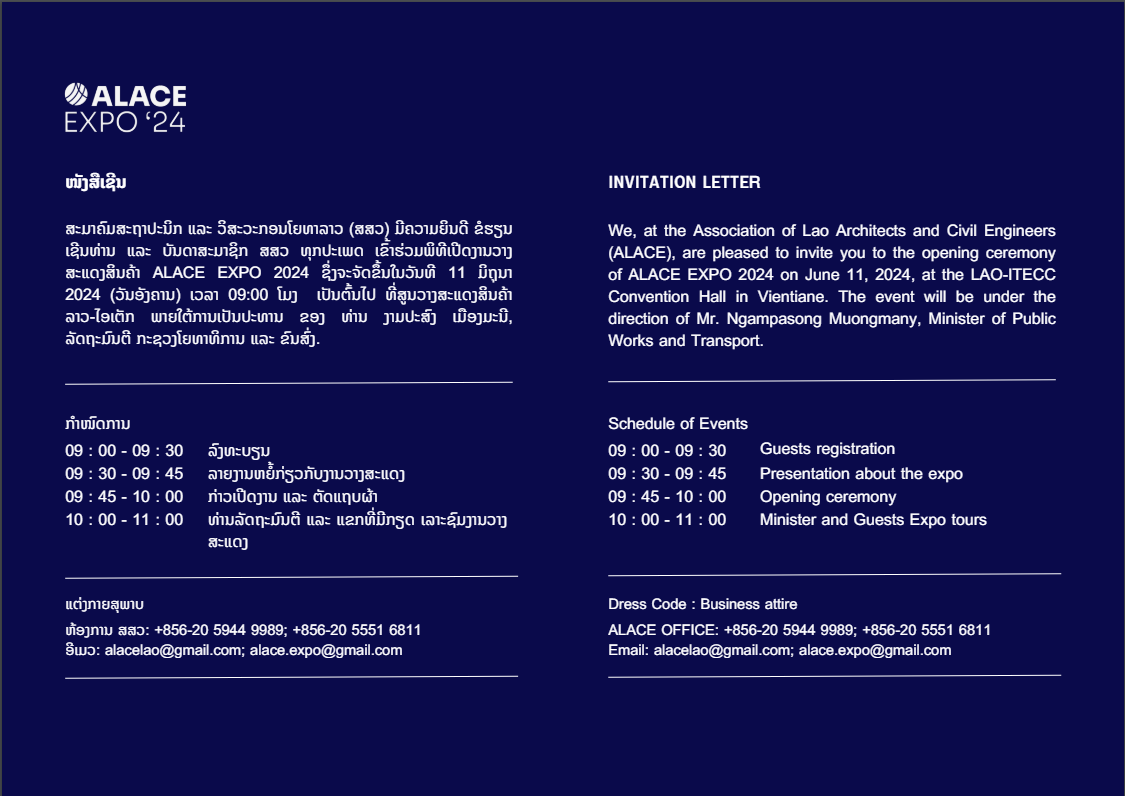 ALACE
EXPO ‘24
ໜັງສືເຊີນ
ສະມາຄົມສະຖາປະນິກ ແລະ ວິສະວະກອນໂຍທາລາວ (ສສວ) ມີຄວາມຍິນດີ ຂໍຮຽນ
ເຊີນທ່ານ ແລະ ບັນດາສະມາຊິກ ສສວ ທຸກປະເພດ ເຂົ້າຮ່ວມພິທີເປີດງານວາງ
ສະແດງສິນຄ້າ ALACE EXPO 2024 ຊຶ່ງຈະຈັດຂຶ້ນໃນວັນທີ 11 ມິຖຸນາ
2024 (ວັນອັງຄານ) ເວລາ 09:00 ໂມງ ເປັນຕົ້ນໄປ ທີ່ສູນວາງສະແດງສິນຄ້າ
ລາວ-ໄອເຕັກ ພາຍໃຕ້ການເປັນປະທານ ຂອງ ທ່ານ ງາມປະສົງ ເມືອງມະນີ,
ລັດຖະມົນຕີ ກະຊວງໂຍທາທິການ ແລະ ຂົນສົ່ງ.
ກຳໜົດການ
09 : 00 - 09 : 30 ລົງທະບຽນ
09 : 30 - 09 : 45 ລາຍງານຫຍໍ້ກ່ຽວກັບງານວາງສະແດງ
09 : 45 - 10 : 00 ກ່າວເປີດງານ ແລະ ຕັດແຖບຜ້າ
10 : 00 - 11 : 00 ທ່ານລັດຖະມົນຕີ ແລະ ແຂກທີ່ມີກຽດ ເລາະຊົມງານວາງ
ສະແດງ
ແຕ່ງກາຍສຸພາບ
ຫ້ອງການ ສສວ: +856-20 5944 9989; +856-20 5551 6811
ອີເມວ: alacelao@gmail.com; alace.expo@gmail.com
INVITATION LETTER
We, at the Association of Lao Architects and Civil Engineers
(ALACE), are pleased to invite you to the opening ceremony
of ALACE EXPO 2024 on June 11, 2024, at the LAO-ITECC
Convention Hall in Vientiane. The event will be under the
direction of Mr. Ngampasong Muongmany, Minister of Public
Works and Transport.
Schedule of Events
09 : 00 - 09 : 30 Guests registration
09 : 30 - 09 : 45 Presentation about the expo
09 : 45 - 10 : 00 Opening ceremony
10 : 00 - 11 : 00 Minister and Guests Expo tours
Dress Code : Business attire
ALACE OFFICE: +856-20 5944 9989; +856-20 5551 6811
Email: alacelao@gmail.com; alace.expo@gmail.com